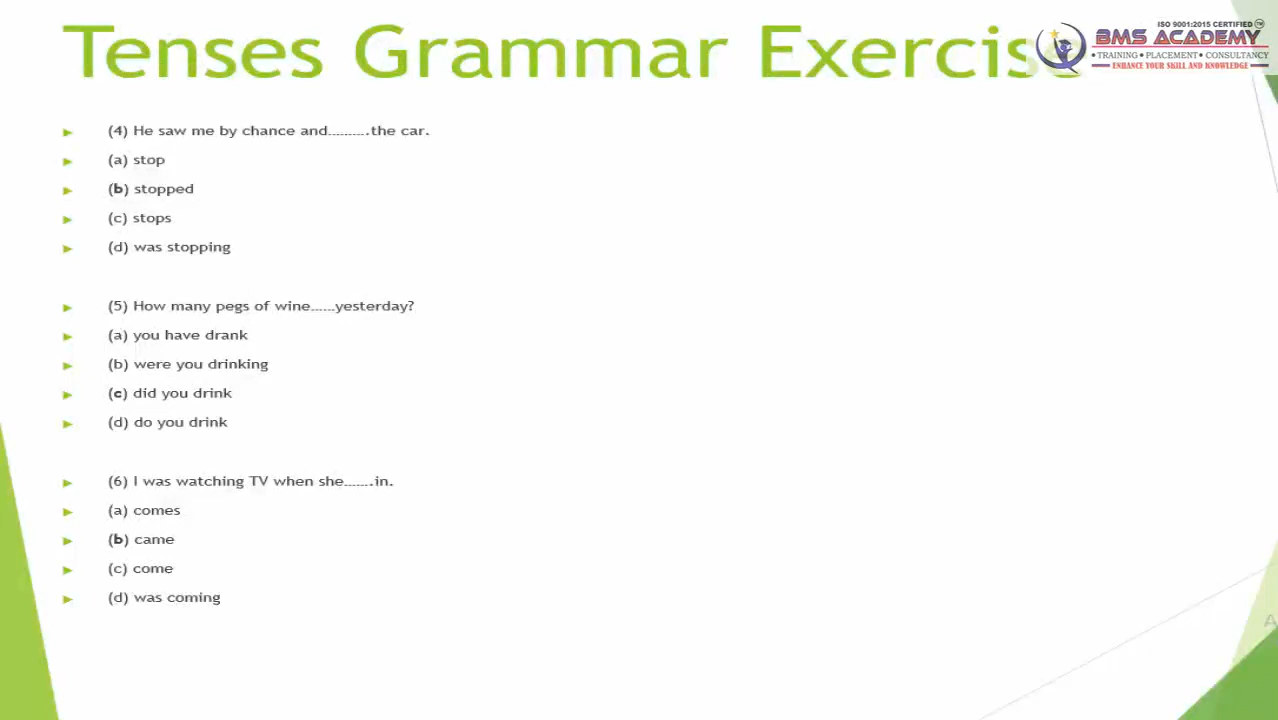 Tenses Grammar Exercise
ISO 9001:2015 CERTIFIED TM
BMS ACADEMY
• TRAINING • PLACEMENT • CONSULTANCY
ENHANCE YOUR SKILL AND KNOWLEDGE
(4) He saw me by chance and..........the car.
(a) stop
(b) stopped
(c) stops
(d) was stopping
(5) How many pegs of wine......yesterday?
(a) you have drank
(b) were you drinking
(c) did you drink
(d) do you drink
(6) I was watching TV when she.......in.
(a) comes
(b) came
(c) come
(d) was coming
A